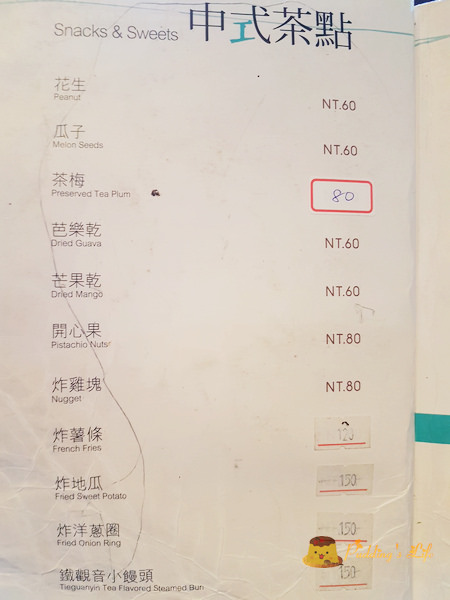 Snacks & Sweets 中式茶點
花生
Peanut
NT.60
瓜子
Melon Seeds
NT.60
茶梅
Preserved Tea Plum
80
芭樂乾
Dried Guava
NT.60
芒果乾
Dried Mango
NT.60
開心果
Pistachio Nuts
NT.80
炸雞塊
Nugget
NT.80
炸薯條
French Fries
120
炸地瓜
Fried Sweet Potato
150
炸洋蔥圈
Fried Onion Ring
150
鐵觀音小饅頭
Tieguanyin Tea Flavored Steamed Bun
150